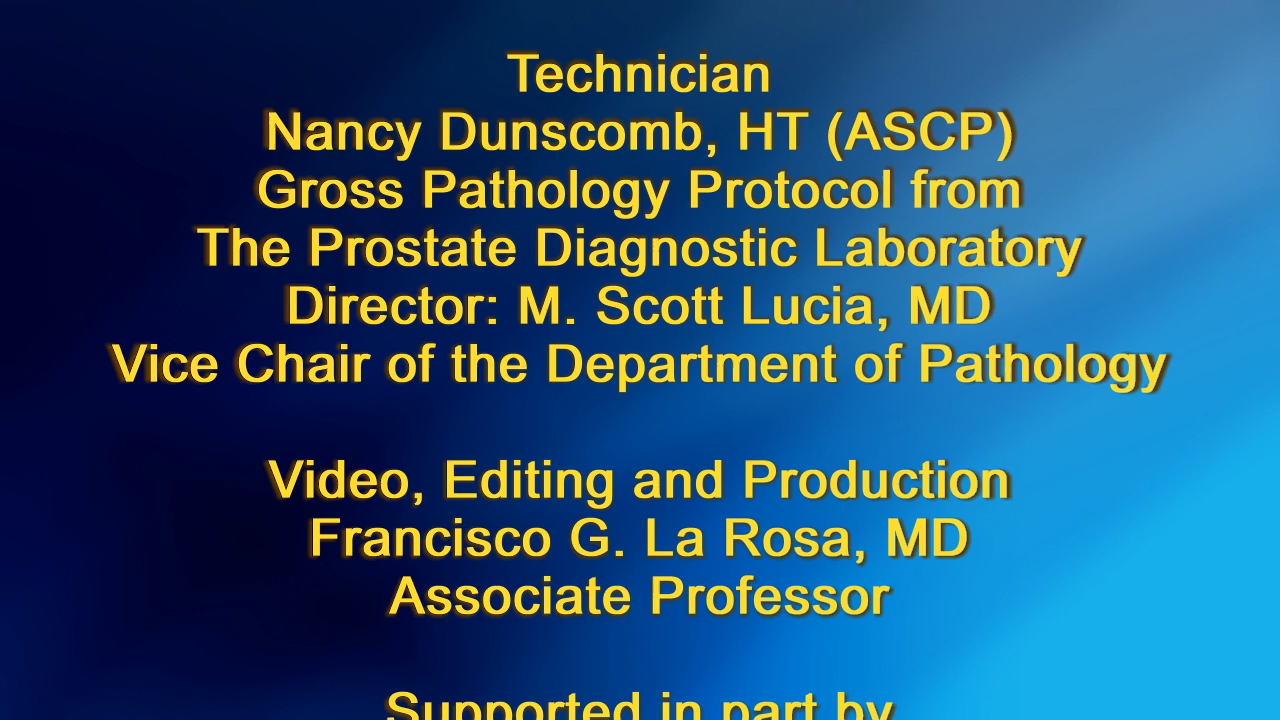 Technician
Nancy Dunscomb, HT (ASCP)
Gross Pathology Protocol from
The Prostate Diagnostic Laboratory
Director: M. Scott Lucia, MD
Vice Chair of the Department of Pathology
Video, Editing and Production
Francisco G. La Rosa, MD
Associate Professor
Supported in part by